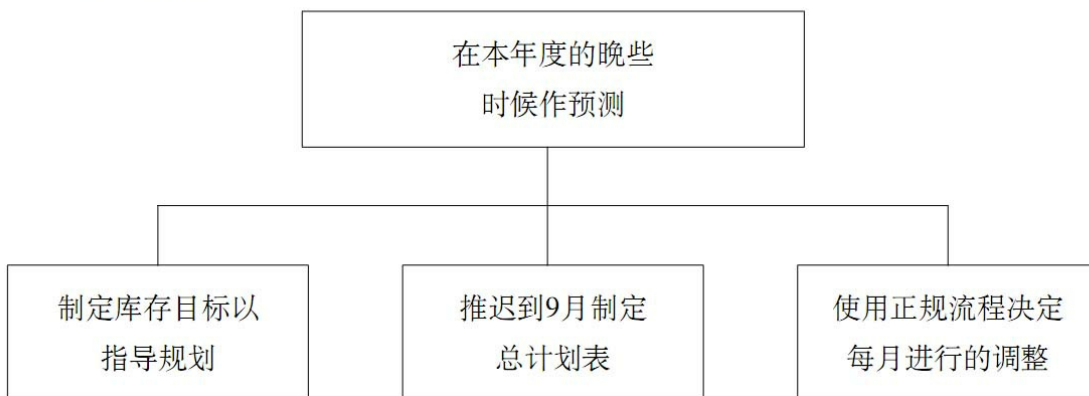 在本年度的晚些
时候作预测
制定库存目标以
指导规划
推迟到9月制定
总计划表
使用正规流程决定
每月进行的调整